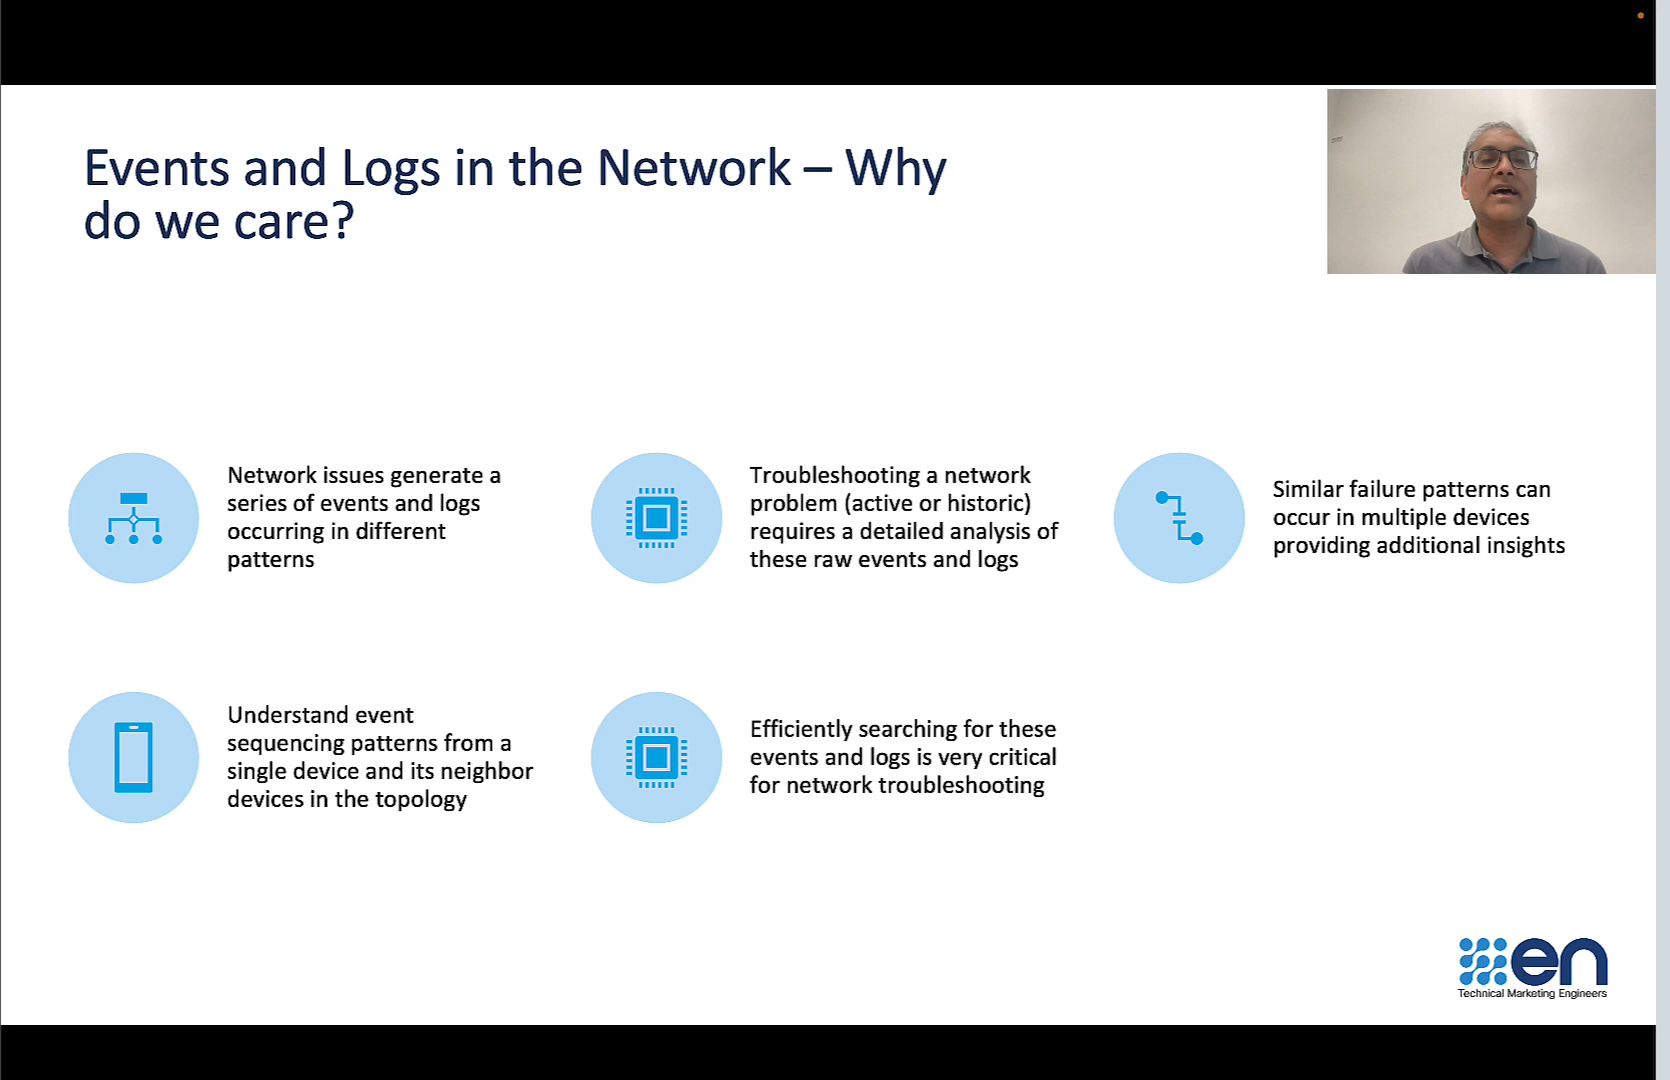 Events and Logs in the Network – Why
do we care?
Network issues generate a
series of events and logs
occurring in different
patterns
Troubleshooting a network
problem (active or historic)
requires a detailed analysis of
these raw events and logs
Similar failure patterns can
occur in multiple devices
providing additional insights
Understand event
sequencing patterns from a
single device and its neighbor
devices in the topology
Efficiently searching for these
events and logs is very critical
for network troubleshooting
en
Technical Marketing Engineers